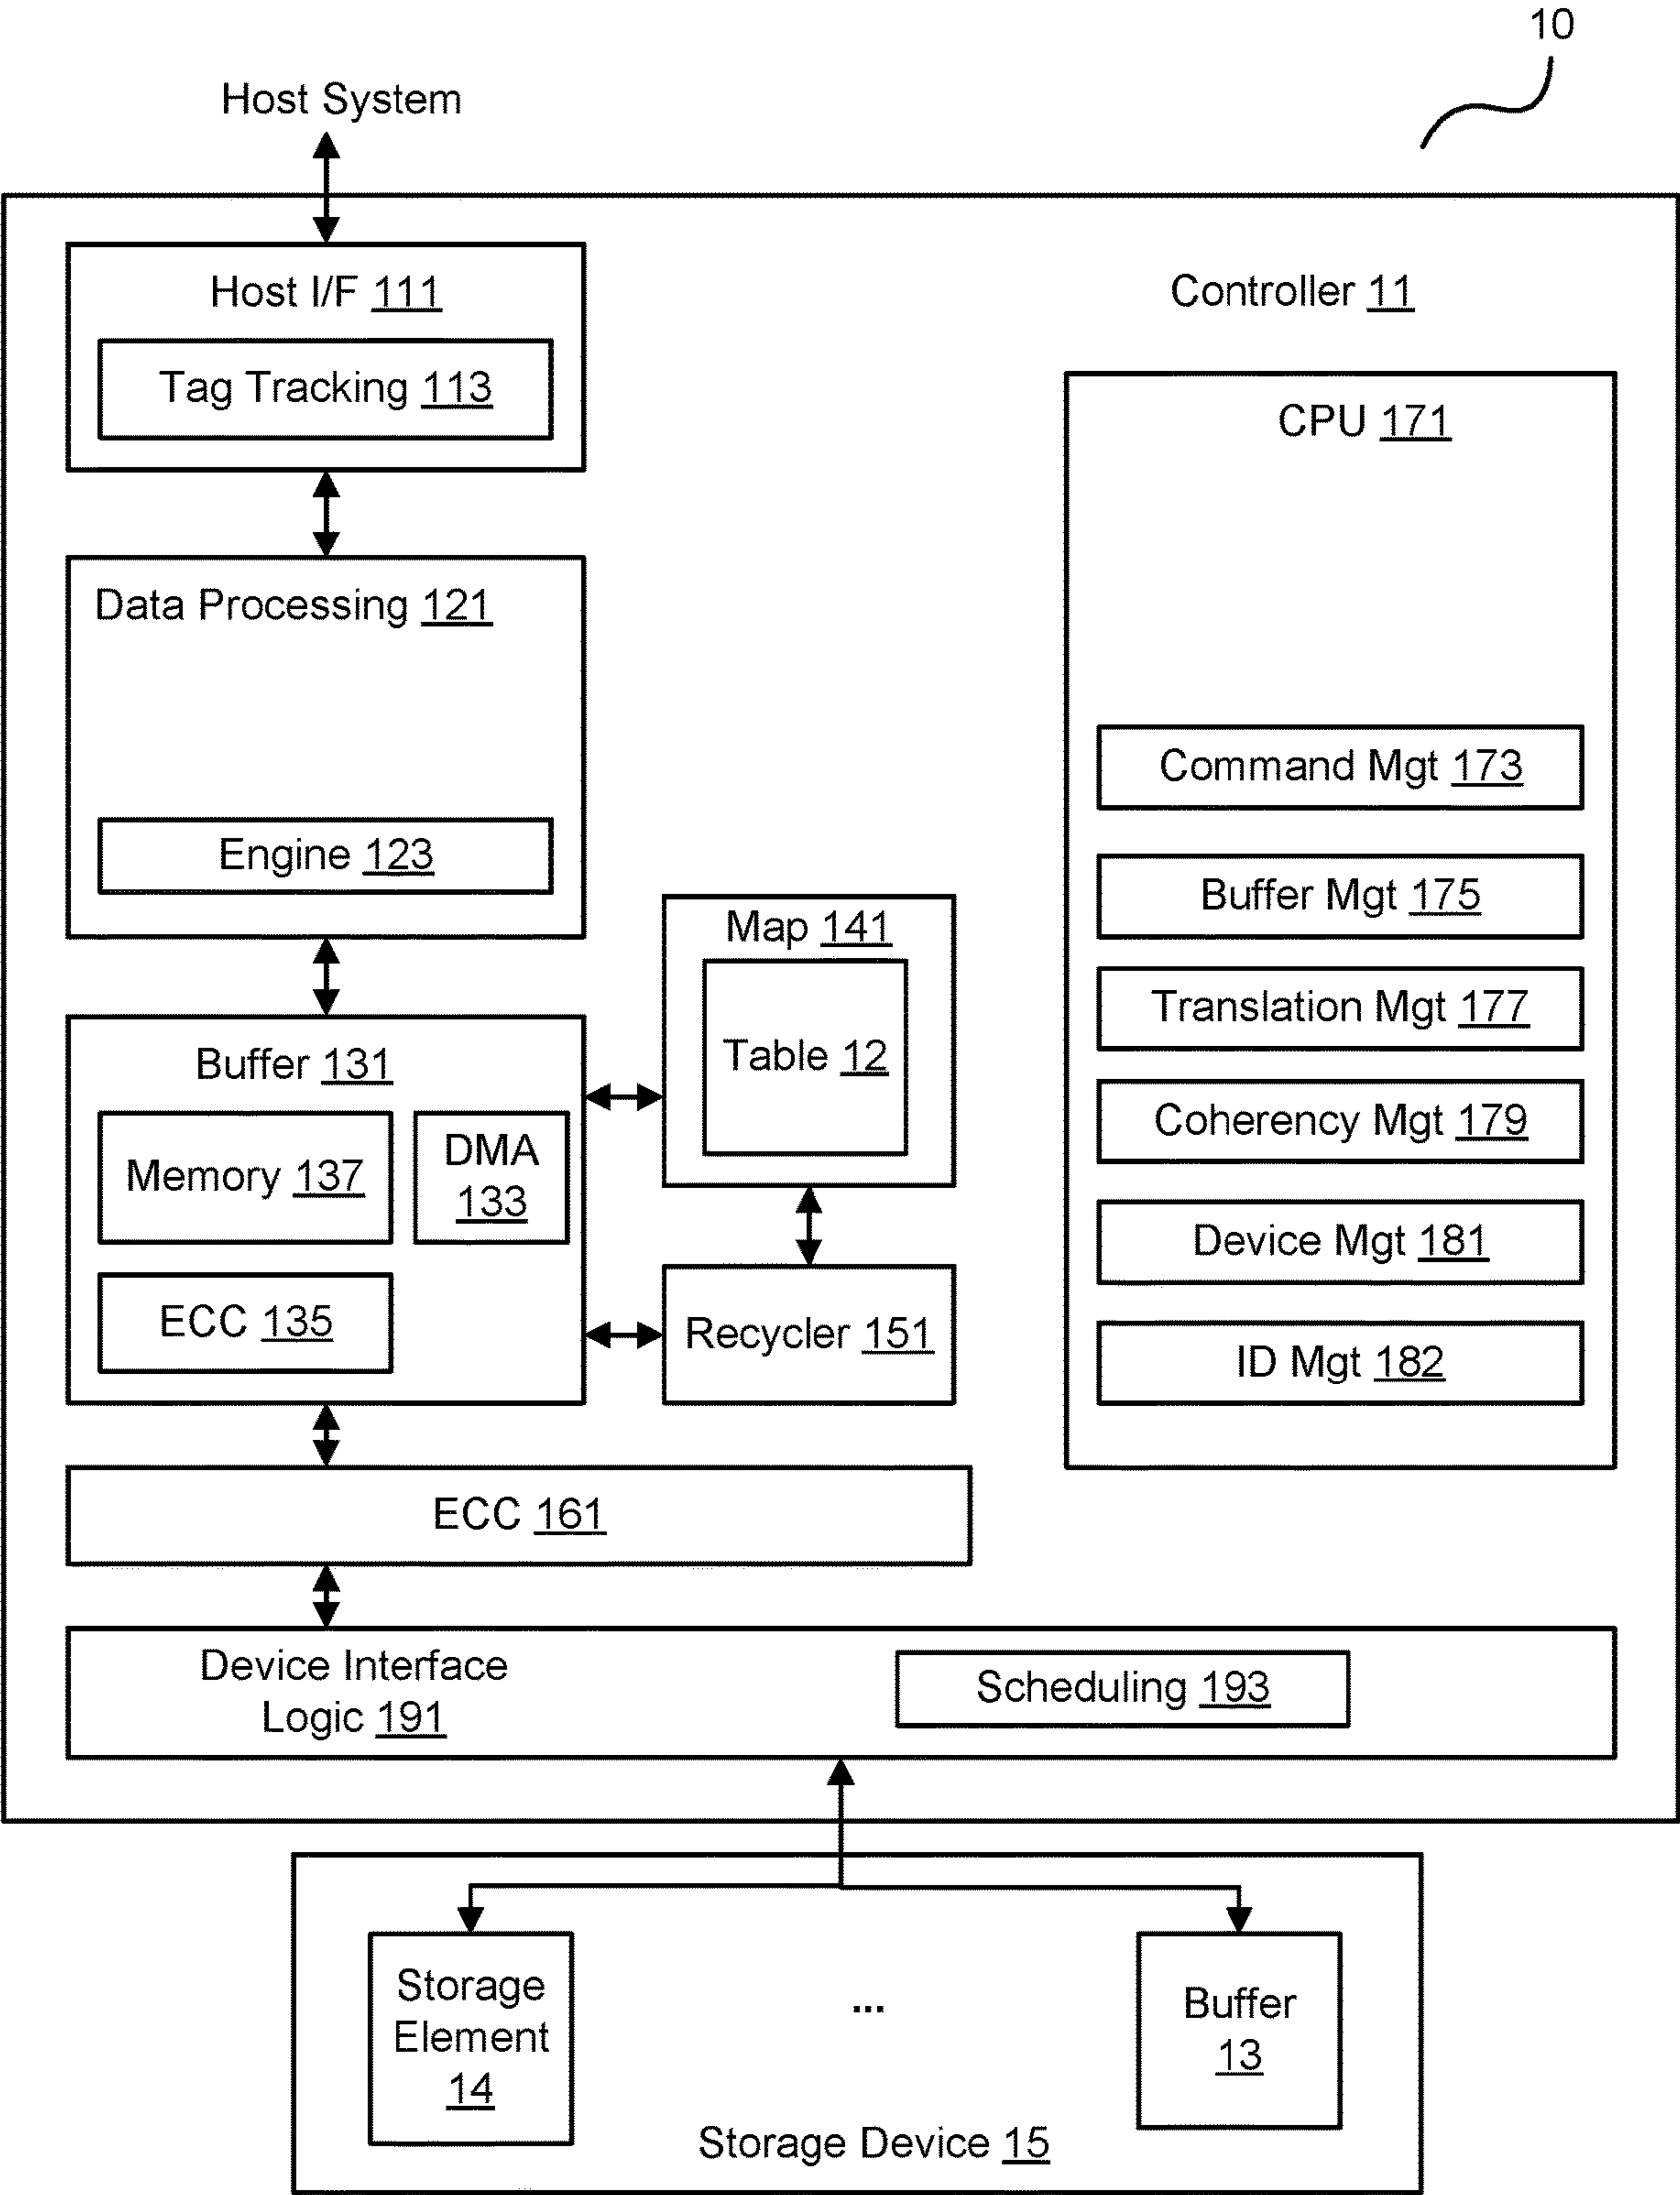 10
Host System
Host I/F 111
Tag Tracking 113
Controller 11
CPU 171
Data Processing 121
Engine 123
Command Mgt 173
Buffer Mgt 175
Translation Mgt 177
Coherency Mgt 179
Device Mgt 181
ID Mgt 182
Map 141
Table 12
Buffer 131
Memory 137
DMA
133
ECC 135
Recycler 151
ECC 161
Device Interface
Logic 191
Scheduling 193
Storage
Element
14
...
Buffer
13
Storage Device 15